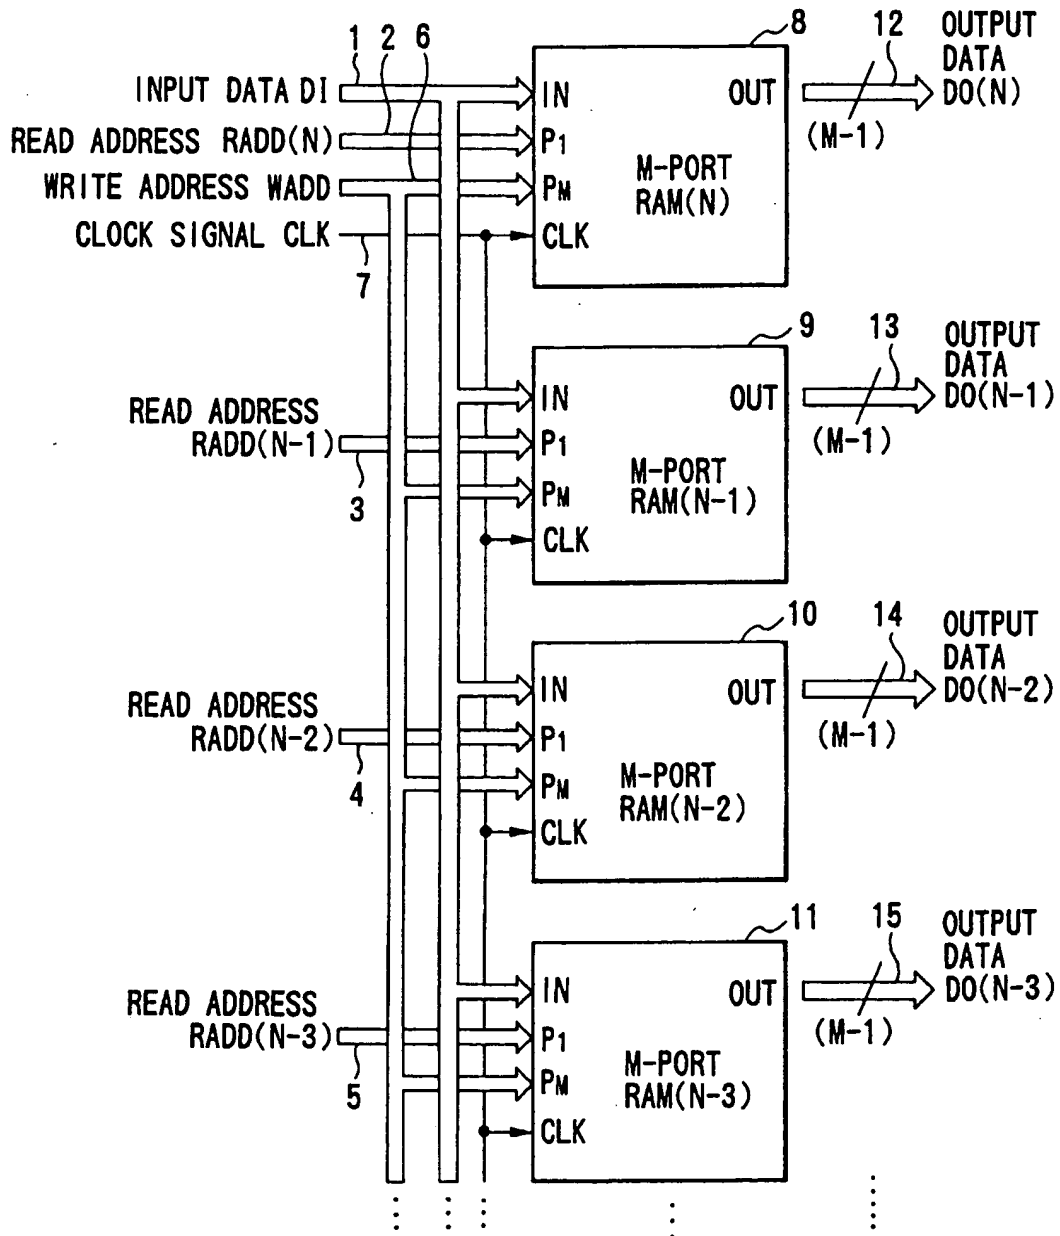 1 2 6 8 12 OUTPUT
DATA
INPUT DATA DI IN OUT DO(N)
READ ADDRESS RADD(N) P1 (M-1)
M-PORT
WRITE ADDRESS WADD PM RAM(N)
CLOCK SIGNAL CLK CLK
7
9 13 OUTPUT
DATA
IN OUT DO(N-1)
READ ADDRESS
RADD(N-1) P1 (M-1)
M-PORT
3 PM RAM(N-1)
CLK
10 14 OUTPUT
DATA
IN OUT DO(N-2)
READ ADDRESS
RADD(N-2) P1 (M-1)
M-PORT
4 PM RAM(N-2)
CLK
11 15 OUTPUT
DATA
IN OUT DO(N-3)
READ ADDRESS
RADD(N-3) P1 (M-1)
M-PORT
5 PM RAM(N-3)
CLK